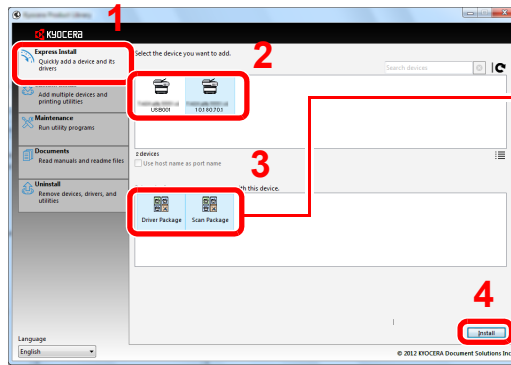 1
KYOCERA
Express Install
Quickly add a device and its
drivers
Select the device you want to add.
2
Search devices
Add multiple devices and
printing utilities
USB001
10.180.70.1
Maintenance
Run utility programs
Documents
Read manuals and readme files
2 devices
Use host name as port name
3
th this device.
Uninstall
Remove devices, drivers, and
utilities
Driver Package
Scan Package
4
Install
Language
English
© 2012 KYOCERA Document Solutions Inc